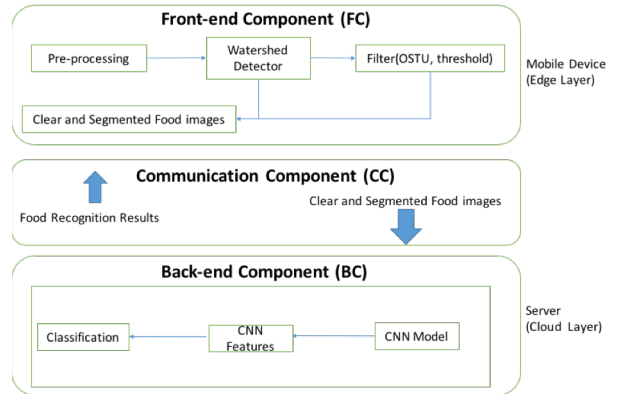 Front-end Component (FC)
Pre-processing
Watershed
Detector
Filter(OSTU, threshold)
Mobile Device
(Edge Layer)
Clear and Segmented Food images
Communication Component (CC)
Food Recognition Results
Clear and Segmented Food images
Back-end Component (BC)
Classification
CNN
Features
CNN Model
Server
(Cloud Layer)